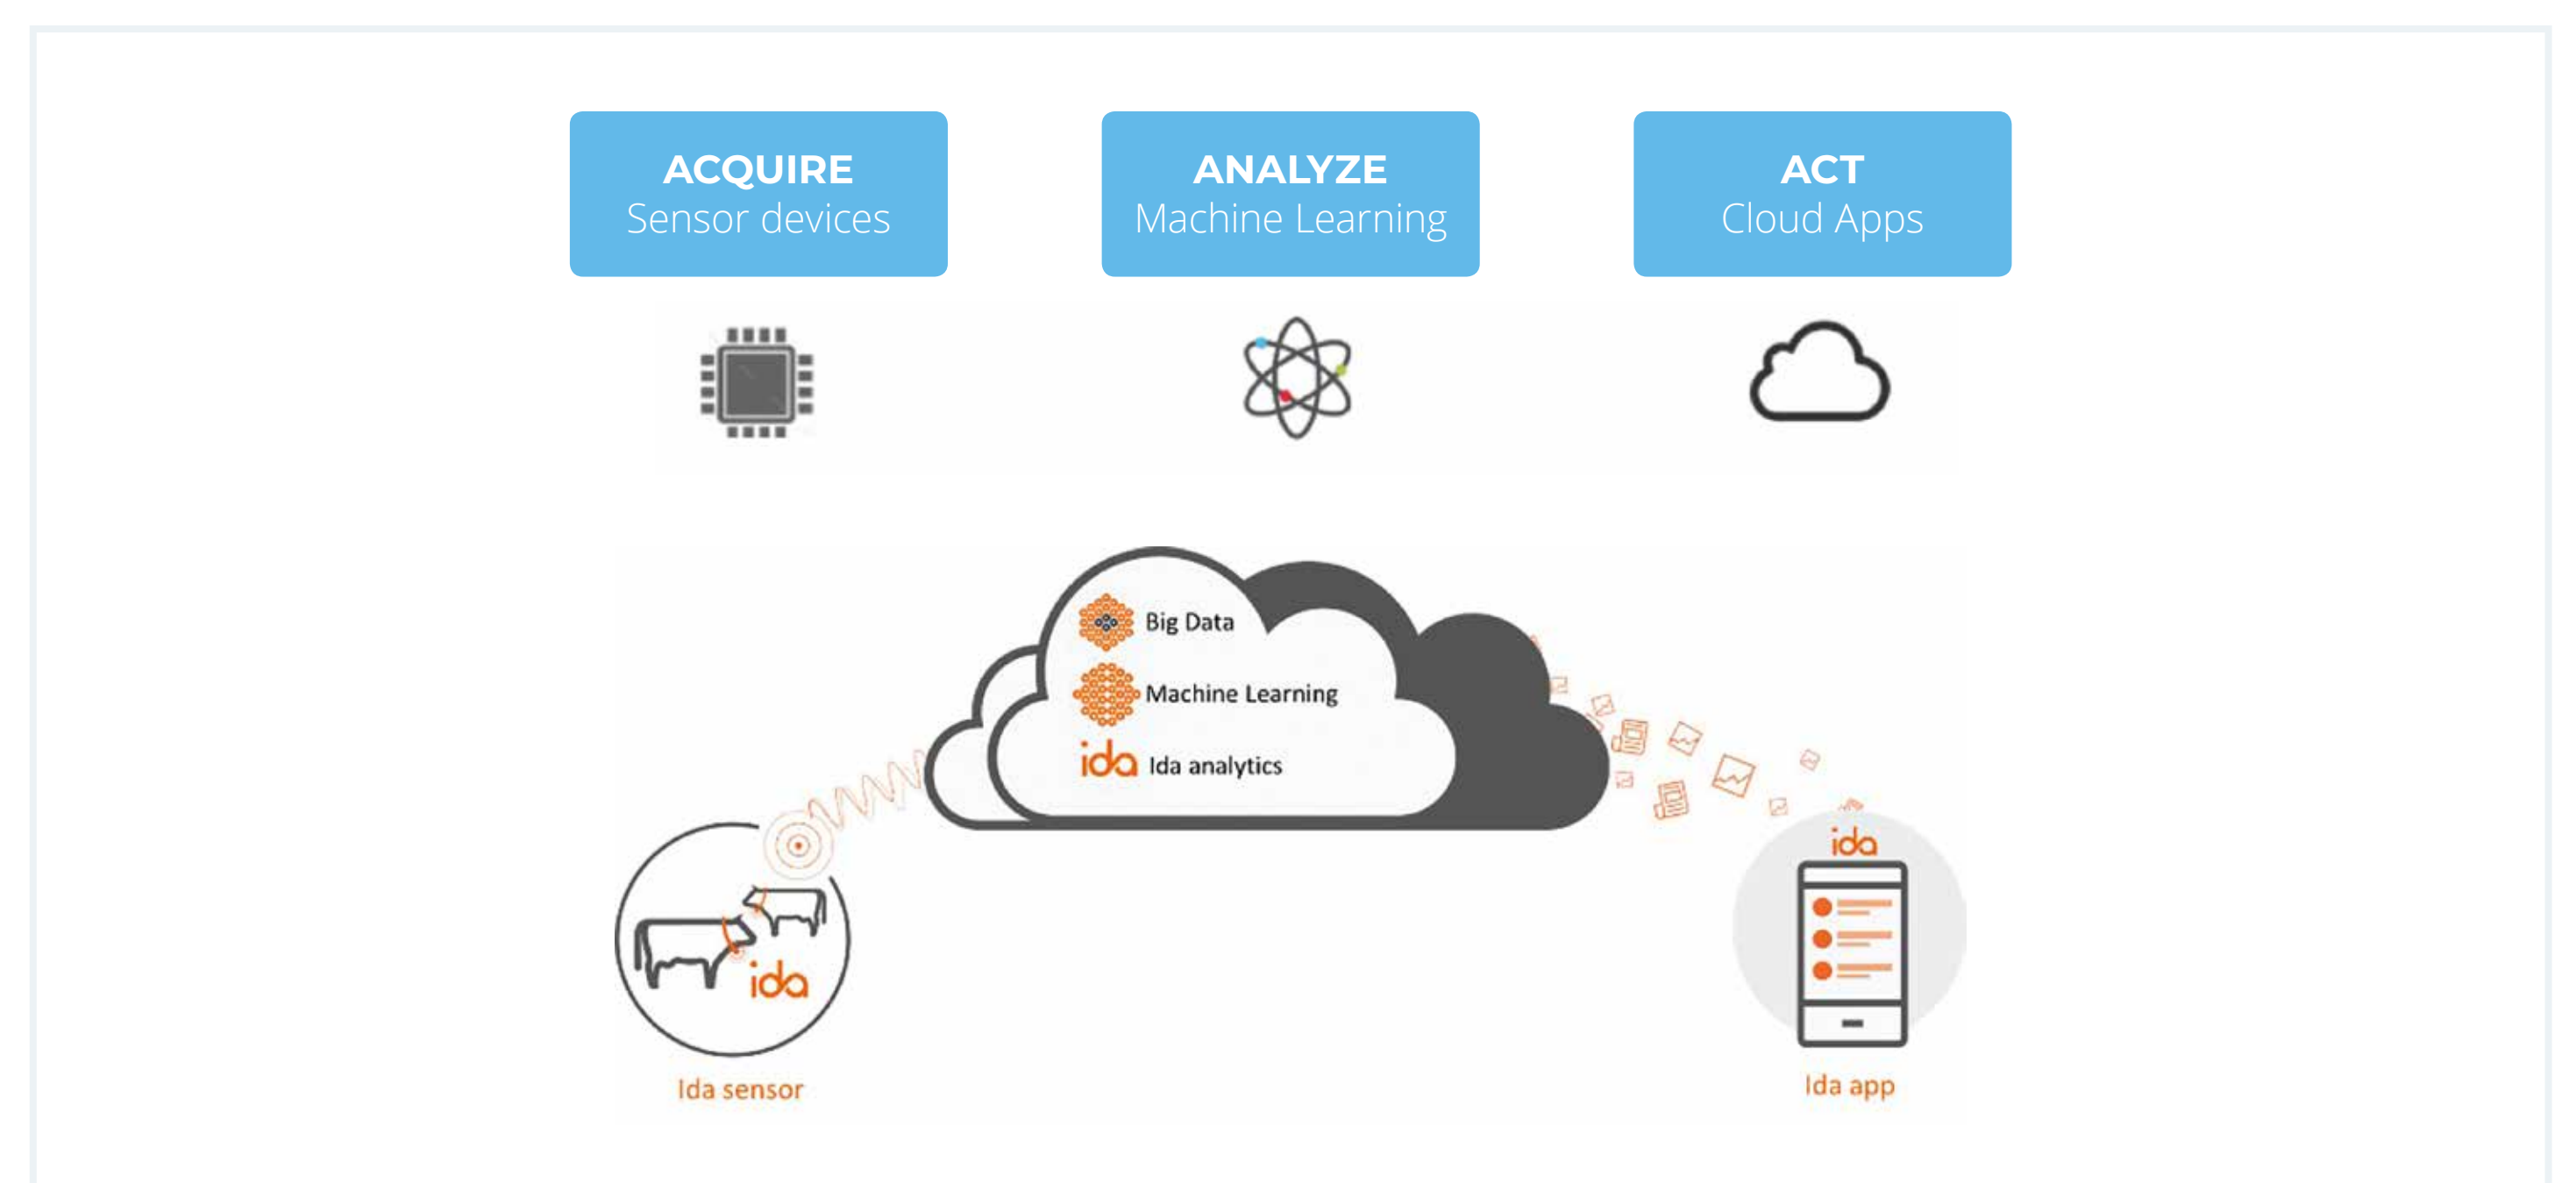 ACQUIRE
Sensor devices
ANALYZE
Machine Learning
ACT
Cloud Apps
Big Data
Machine Learning
ida Ida analytics
ida
Ida sensor
ida
Ida app